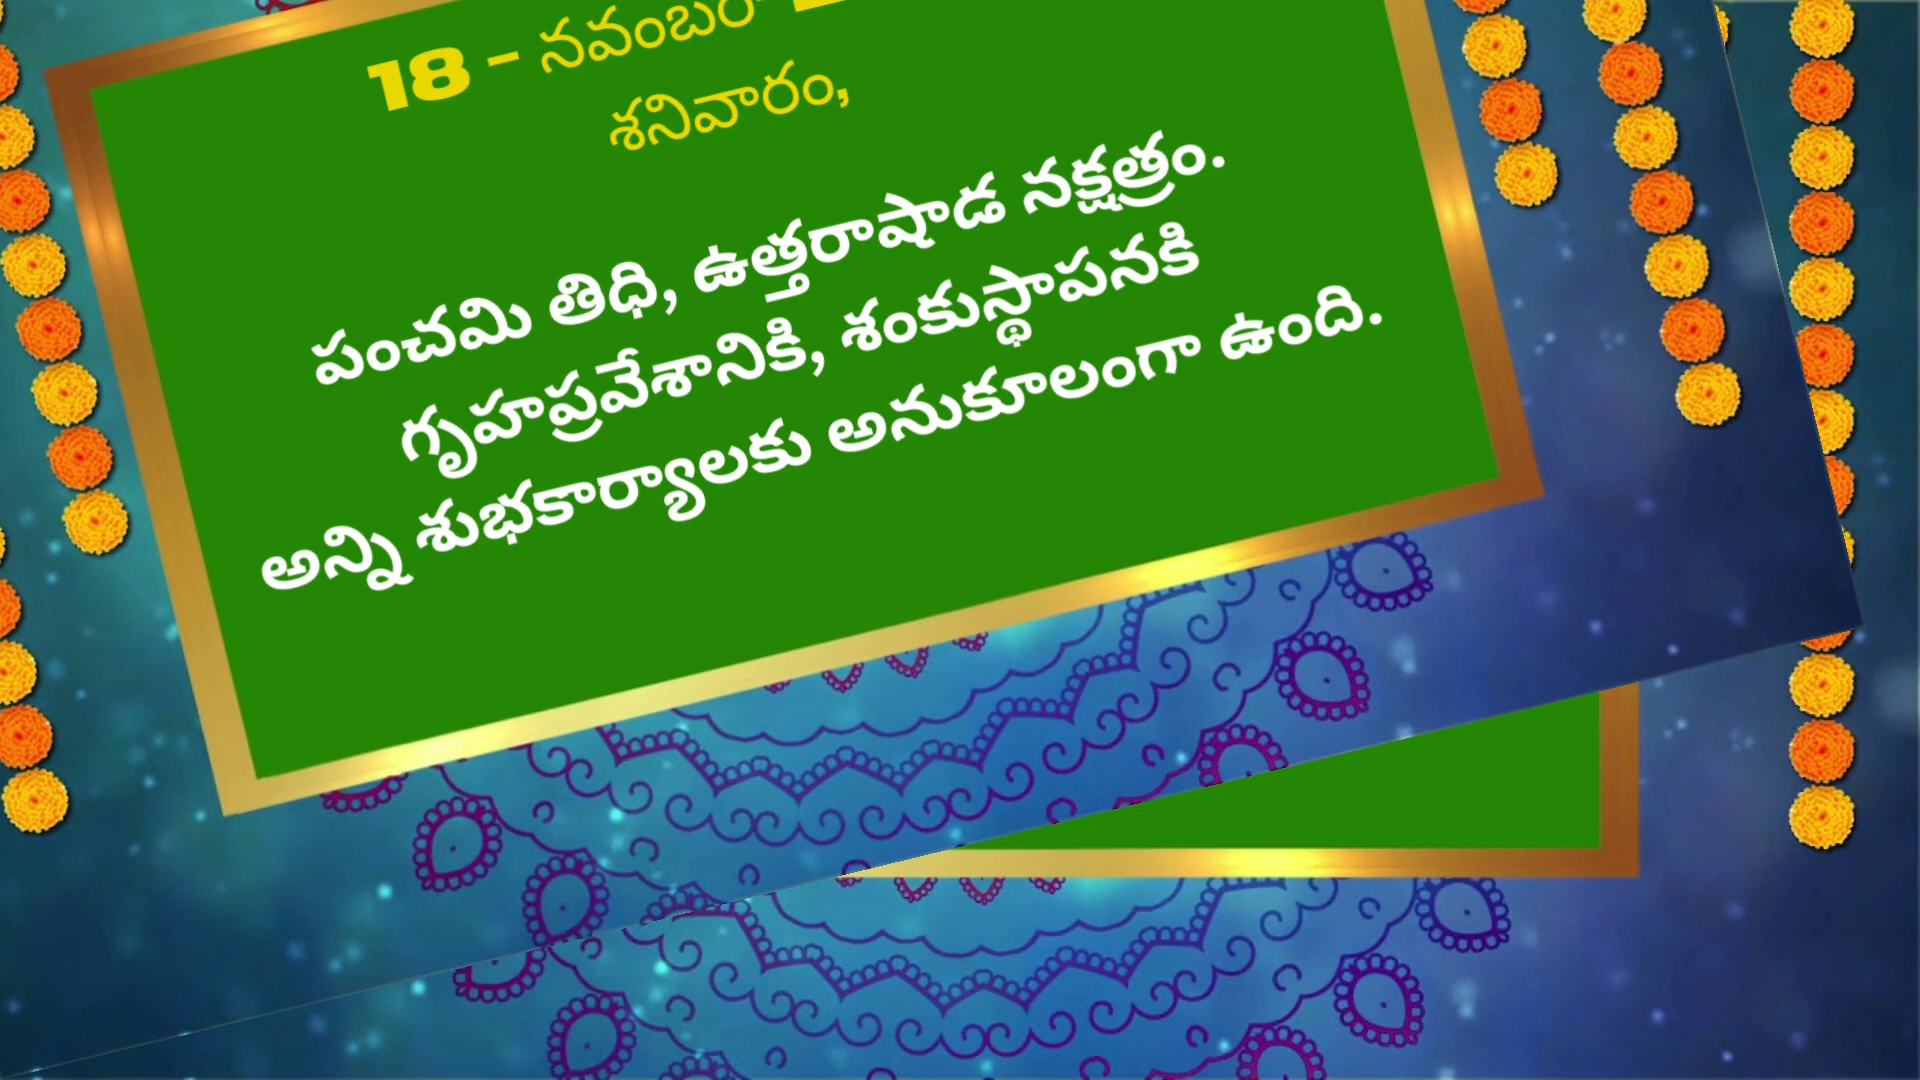 18 - నవంబర్
శనివారం,
పంచమి తిధి, ఉత్తరాషాడ నక్షత్రం.
గృహప్రవేశానికి, శంకుస్థాపనకి
అన్ని శుభకార్యాలకు అనుకూలంగా ఉంది.